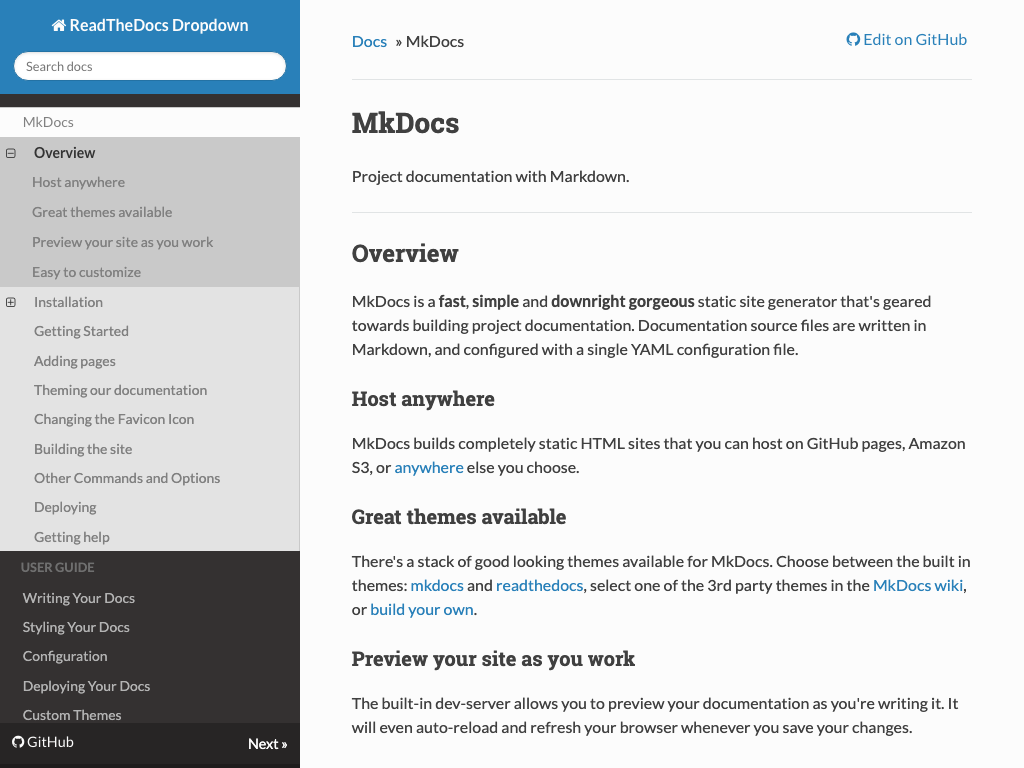 ReadTheDocs Dropdown
Search docs
MkDocs
Overview
Host anywhere
Great themes available
Preview your site as you work
Easy to customize
Installation
Getting Started
Adding pages
Theming our documentation
Changing the Favicon Icon
Building the site
Other Commands and Options
Deploying
Getting help
USER GUIDE
Writing Your Docs
Styling Your Docs
Configuration
Deploying Your Docs
Custom Themes
GitHub
Next »
Docs » MkDocs
Edit on GitHub
MkDocs
Project documentation with Markdown.
Overview
MkDocs is a fast, simple and downright gorgeous static site generator that's geared
towards building project documentation. Documentation source files are written in
Markdown, and configured with a single YAML configuration file.
Host anywhere
MkDocs builds completely static HTML sites that you can host on GitHub pages, Amazon
S3, or anywhere else you choose.
Great themes available
There's a stack of good looking themes available for MkDocs. Choose between the built in
themes: mkdocs and readthedocs, select one of the 3rd party themes in the MkDocs wiki,
or build your own.
Preview your site as you work
The built-in dev-server allows you to preview your documentation as you're writing it. It
will even auto-reload and refresh your browser whenever you save your changes.